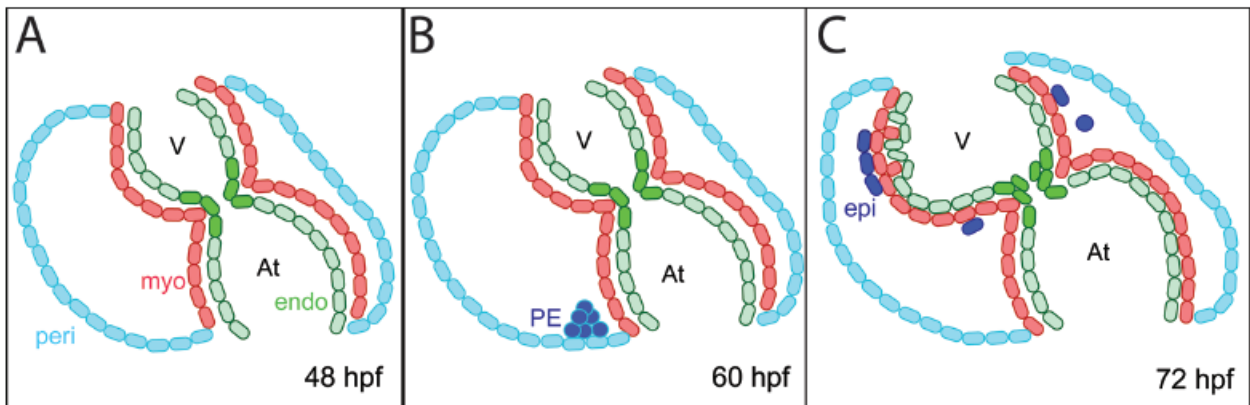 A
V
At
myo
endo
peri
48 hpf
B
V
At
PE
60 hpf
C
V
epi
At
72 hpf